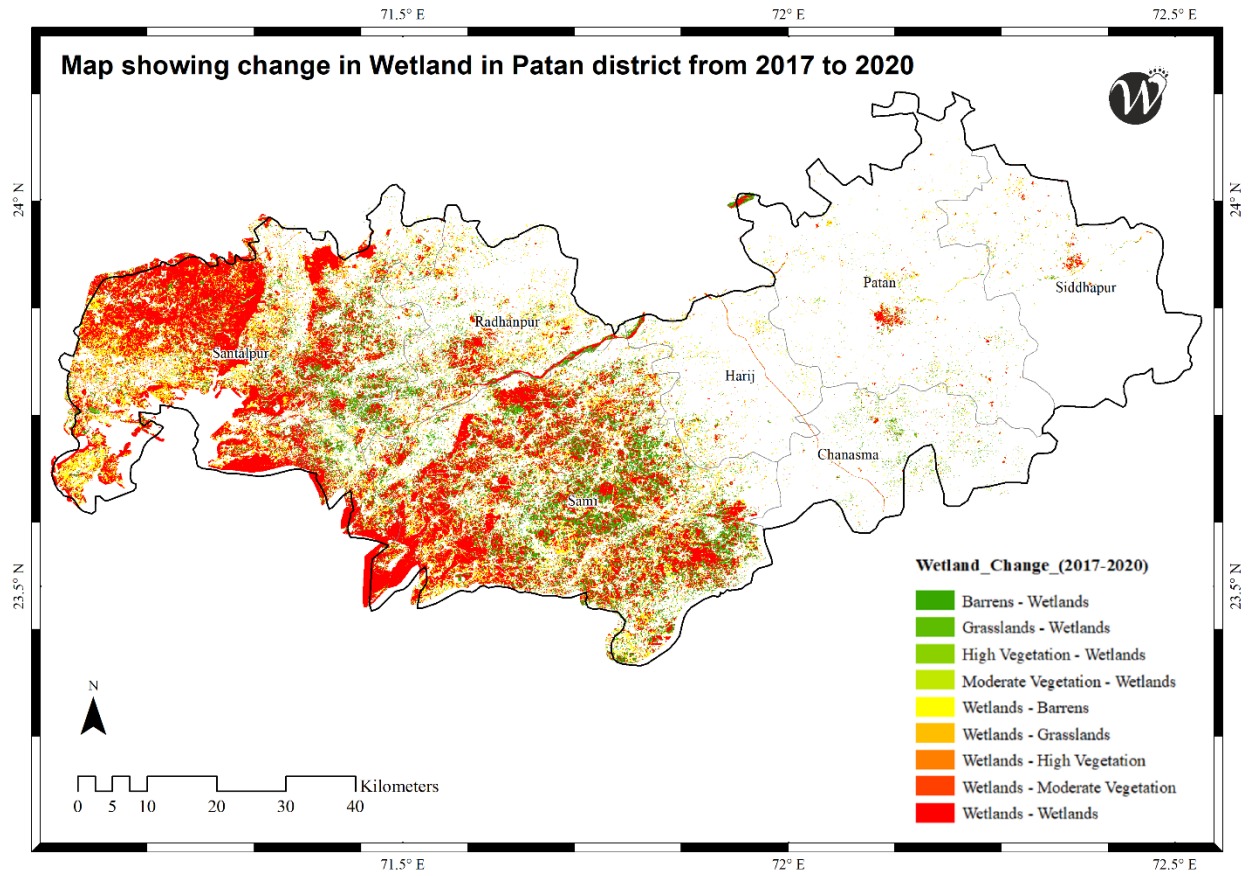 71.5° E
72° E
72.5° E
Map showing change in Wetland in Patan district from 2017 to 2020
W
24° N
24° N
Patan
Siddhapur
Radhanpur
Santalpur
Harij
Chanasma
Sami
23.5° N
23.5° N
Wetland_Change_(2017-2020)
Barrens - Wetlands
Grasslands - Wetlands
High Vegetation - Wetlands
Moderate Vegetation - Wetlands
Wetlands - Barrens
Wetlands - Grasslands
Wetlands - High Vegetation
Wetlands - Moderate Vegetation
Wetlands - Wetlands
N
Kilometers
0 5 10 20 30 40
71.5° E
72° E
72.5° E